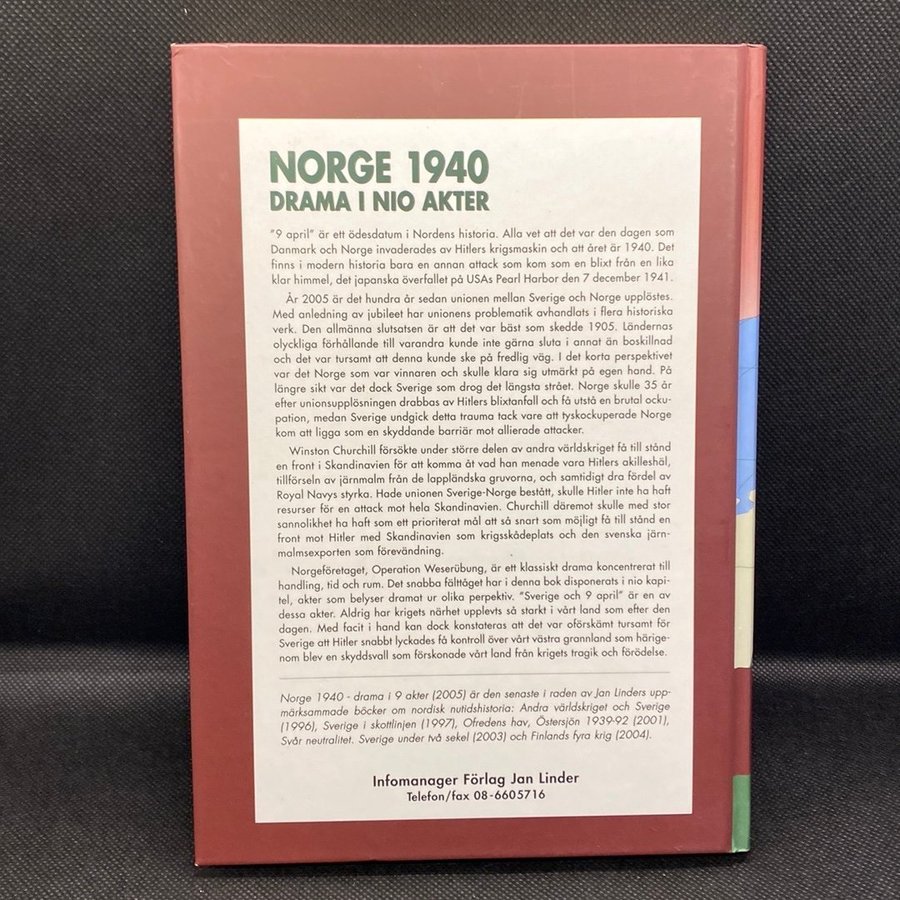 NORGE 1940
DRAMA I NIO AKTER
"9 april" är ett ödesdatum i Nordens historia. Alla vet att det var den dagen som
Danmark och Norge invaderades av Hitlers krigsmaskin och att året är 1940. Det
finns i modern historia bara en annan attack som kom som en blixt från en lika
klar himmel, det japanska överfallet på USAs Pearl Harbor den 7 december 1941.
År 2005 är det hundra år sedan unionen mellan Sverige och Norge upplöstes.
Med anledning av jubileet har unionens problematik avhandlats i flera historiska
verk. Den allmänna slutsatsen är att det var bäst som skedde 1905. Ländernas
olyckliga förhållande till varandra kunde inte gärna sluta i annat än boskillnad
och det var tursamt att denna kunde ske på fredlig väg. I det korta perspektivet
var det Norge som var vinnaren och skulle klara sig utmärkt på egen hand. På
längre sikt var det dock Sverige som drog det längsta strået. Norge skulle 35 år
efter unionsupplösningen drabbas av Hitlers blixtanfall och få utstå en brutal ocku-
pation, medan Sverige undgick detta trauma tack vare att tyskockuperade Norge
kom att ligga som en skyddande barriär mot allierade attacker.
Winston Churchill försökte under större delen av andra världskriget få till stånd
en front i Skandinavien för att komma åt vad han menade vara Hitlers akilleshäl,
tillförseln av järnmalm från de lappländska gruvorna, och samtidigt dra fördel av
Royal Navys styrka. Hade unionen Sverige-Norge bestått, skulle Hitler inte ha haft
resurser för en attack mot hela Skandinavien. Churchill däremot skulle med stor
sannolikhet ha haft som ett prioriterat mål att så snart som möjligt få till stånd en
front mot Hitler med Skandinavien som krigsskådeplats och den svenska järn-
malmsexporten som förevändning.
Norgeföretaget, Operation Weserübung, är ett klassiskt drama koncentrerat till
handling, tid och rum. Det snabba fälttåget har i denna bok disponerats i nio kapi-
tel, akter som belyser dramat ur olika perpektiv. "Sverige och 9 april" är en av
dessa akter. Aldrig har krigets närhet upplevts så starkt i vårt land som efter den
dagen. Med facit i hand kan dock konstateras att det var oförskämt tursamt för
Sverige att Hitler snabbt lyckades få kontroll över vårt västra grannland som härige-
nom blev en skyddsvall som förskonade vårt land från krigets tragik och förödelse.
Norge 1940 - drama i 9 akter (2005) är den senaste i raden av Jan Linders upp-
märksammade böcker om nordisk nutidshistoria: Andra världskriget och Sverige
(1996), Sverige i skottlinjen (1997), Ofredens hav, Östersjön 1939-92 (2001),
Svår neutralitet. Sverige under två sekel (2003) och Finlands fyra krig (2004).
Infomanager Förlag Jan Linder
Telefon/fax 08-6605716